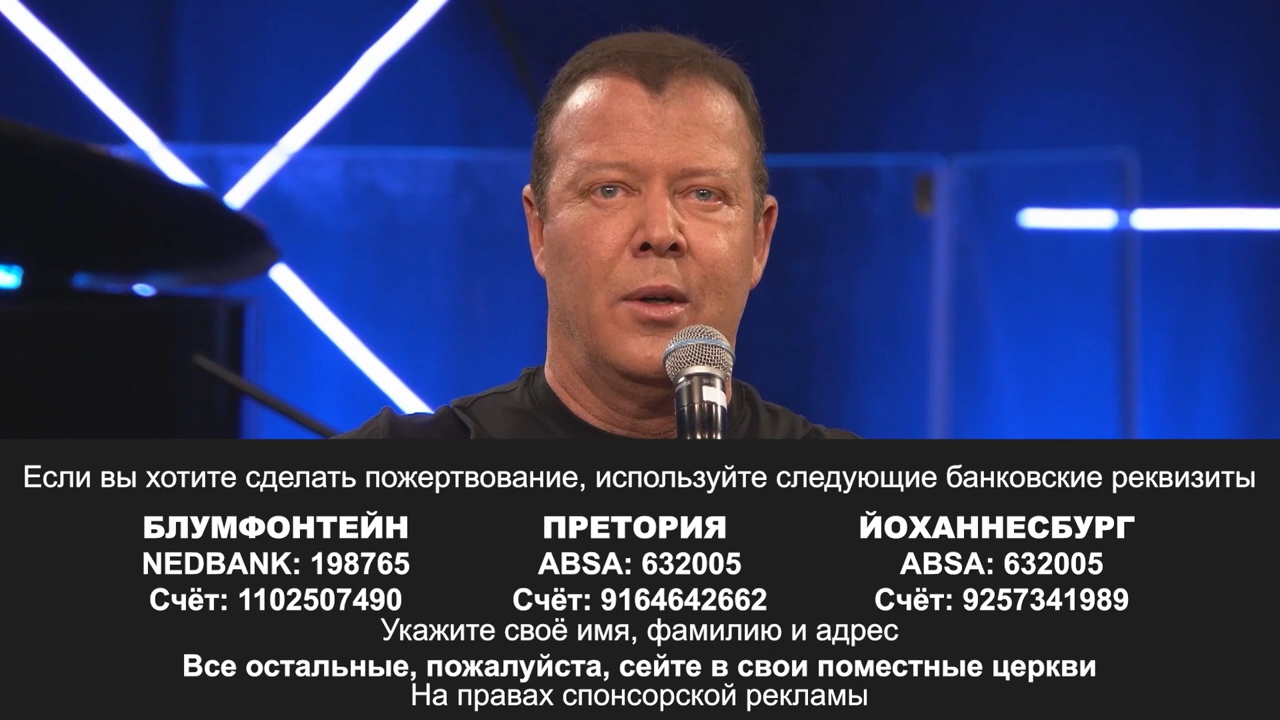 Если вы хотите сделать пожертвование, используйте следующие банковские реквизиты
БЛУМФОНТЕЙН ПРЕТОРИЯ ЙОХАННЕСБУРГ
NEDBANK: 198765 ABSA: 632005 ABSA: 632005
Счёт: 1102507490 Счёт: 9164642662 Счёт: 9257341989
Укажите своё имя, фамилию и адрес
Все остальные, пожалуйста, сейте в свои поместные церкви
На правах спонсорской рекламы